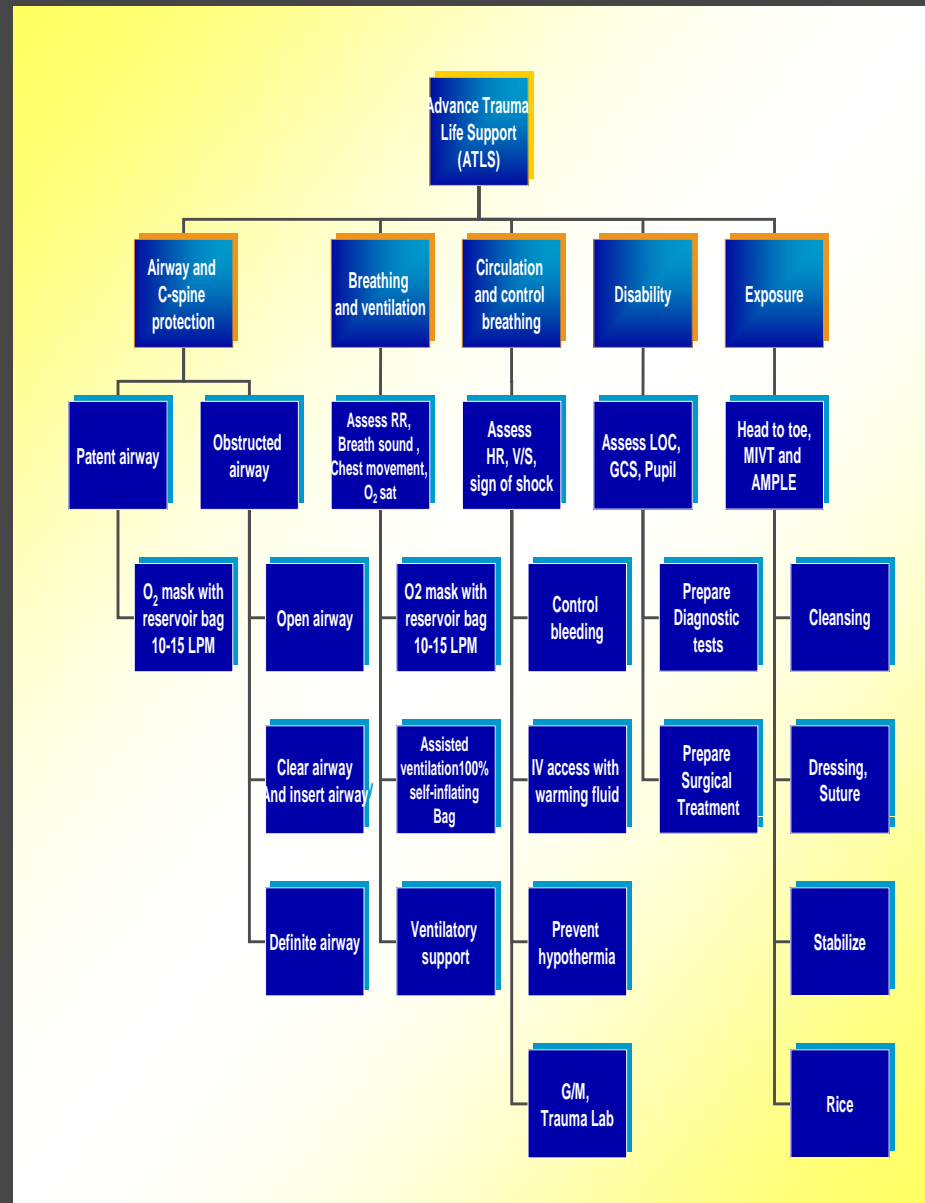 Advance Trauma
Life Support
(ATLS)
Airway and
C-spine
protection
Breathing
and ventilation
Circulation
and control
breathing
Disability
Exposure
Patent airway
Obstructed
airway
Assess RR,
Breath sound ,
Chest movement,
O2 sat
Assess
HR, V/S,
sign of shock
Assess LOC,
GCS, Pupil
Head to toe,
MIVT and
AMPLE
O2 mask with
reservoir bag
10-15 LPM
Open airway
O2 mask with
reservoir bag
10-15 LPM
Control
bleeding
Prepare
Diagnostic
tests
Cleansing
Clear airway
And insert airway/
Assisted
ventilation100%
self-inflating
Bag
IV access with
warming fluid
Prepare
Surgical
Treatment
Dressing,
Suture
Definite airway
Ventilatory
support
Prevent
hypothermia
Stabilize
G/M,
Trauma Lab
Rice